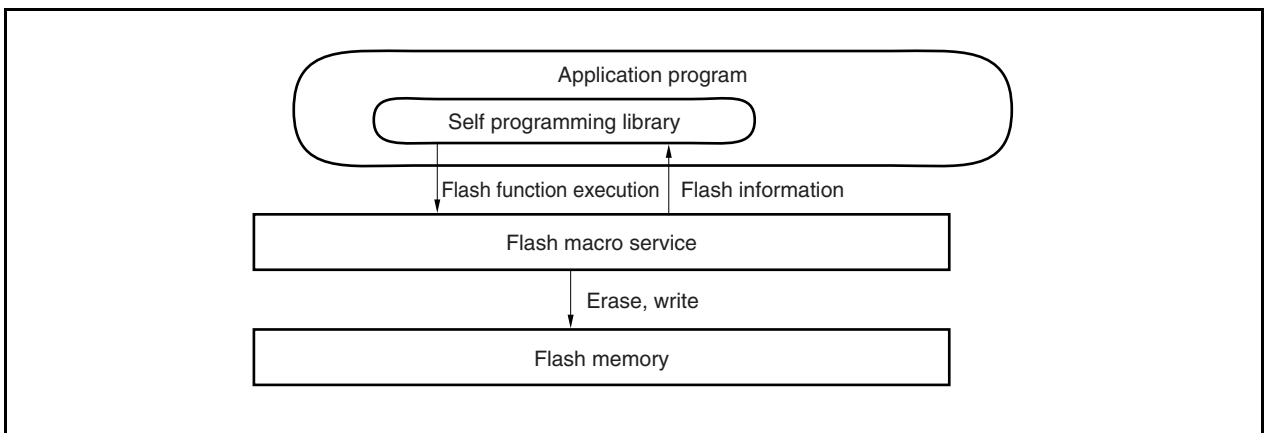 Application program
Self programming library
Flash function execution
Flash information
Flash macro service
Erase, write
Flash memory